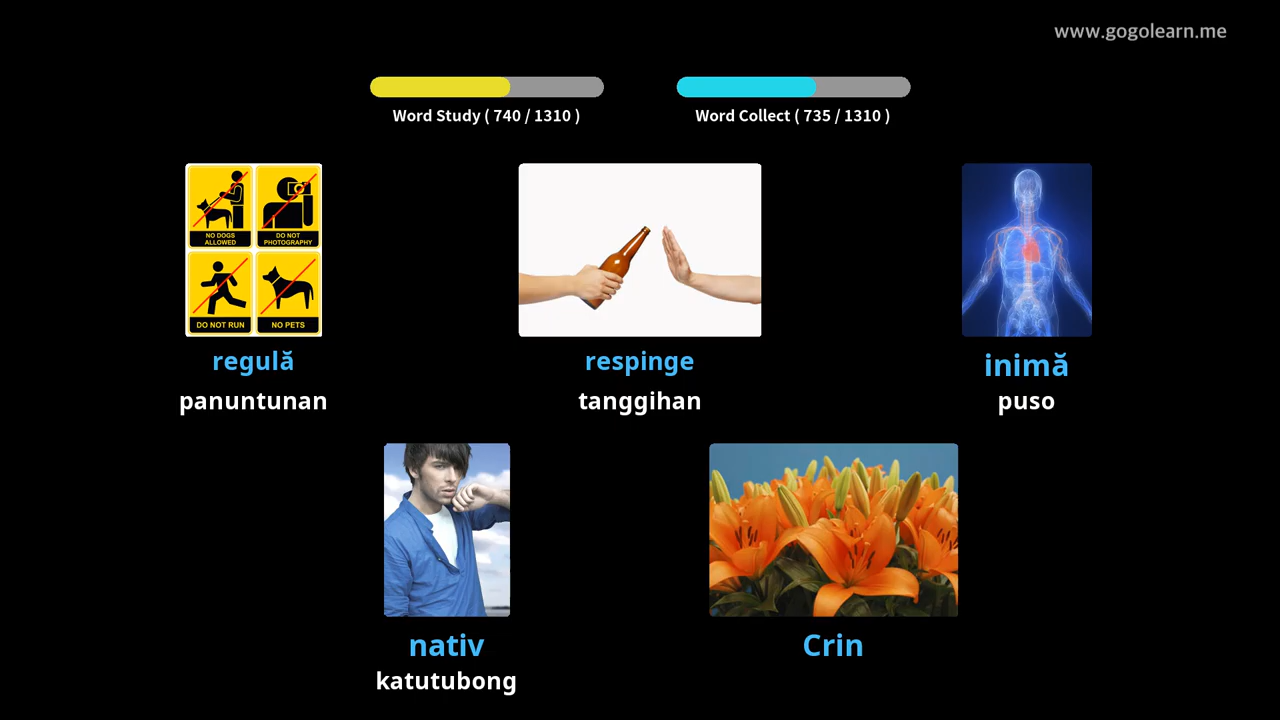 www.gogolearn.me
Word Study ( 740 / 1310 )
Word Collect ( 735 / 1310 )
NO DOGS
ALLOWED
DO NOT
PHOTOGRAPHY
DO NOT RUN
NO PETS
regulă
panuntunan
respinge
tanggihan
inimă
puso
nativ
katutubong
Crin